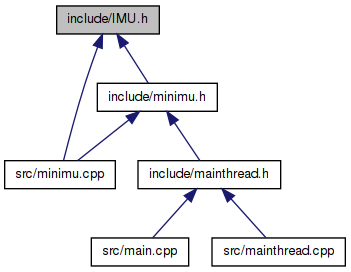 include/IMU.h
include/minimu.h
src/minimu.cpp
include/mainthread.h
src/main.cpp
src/mainthread.cpp